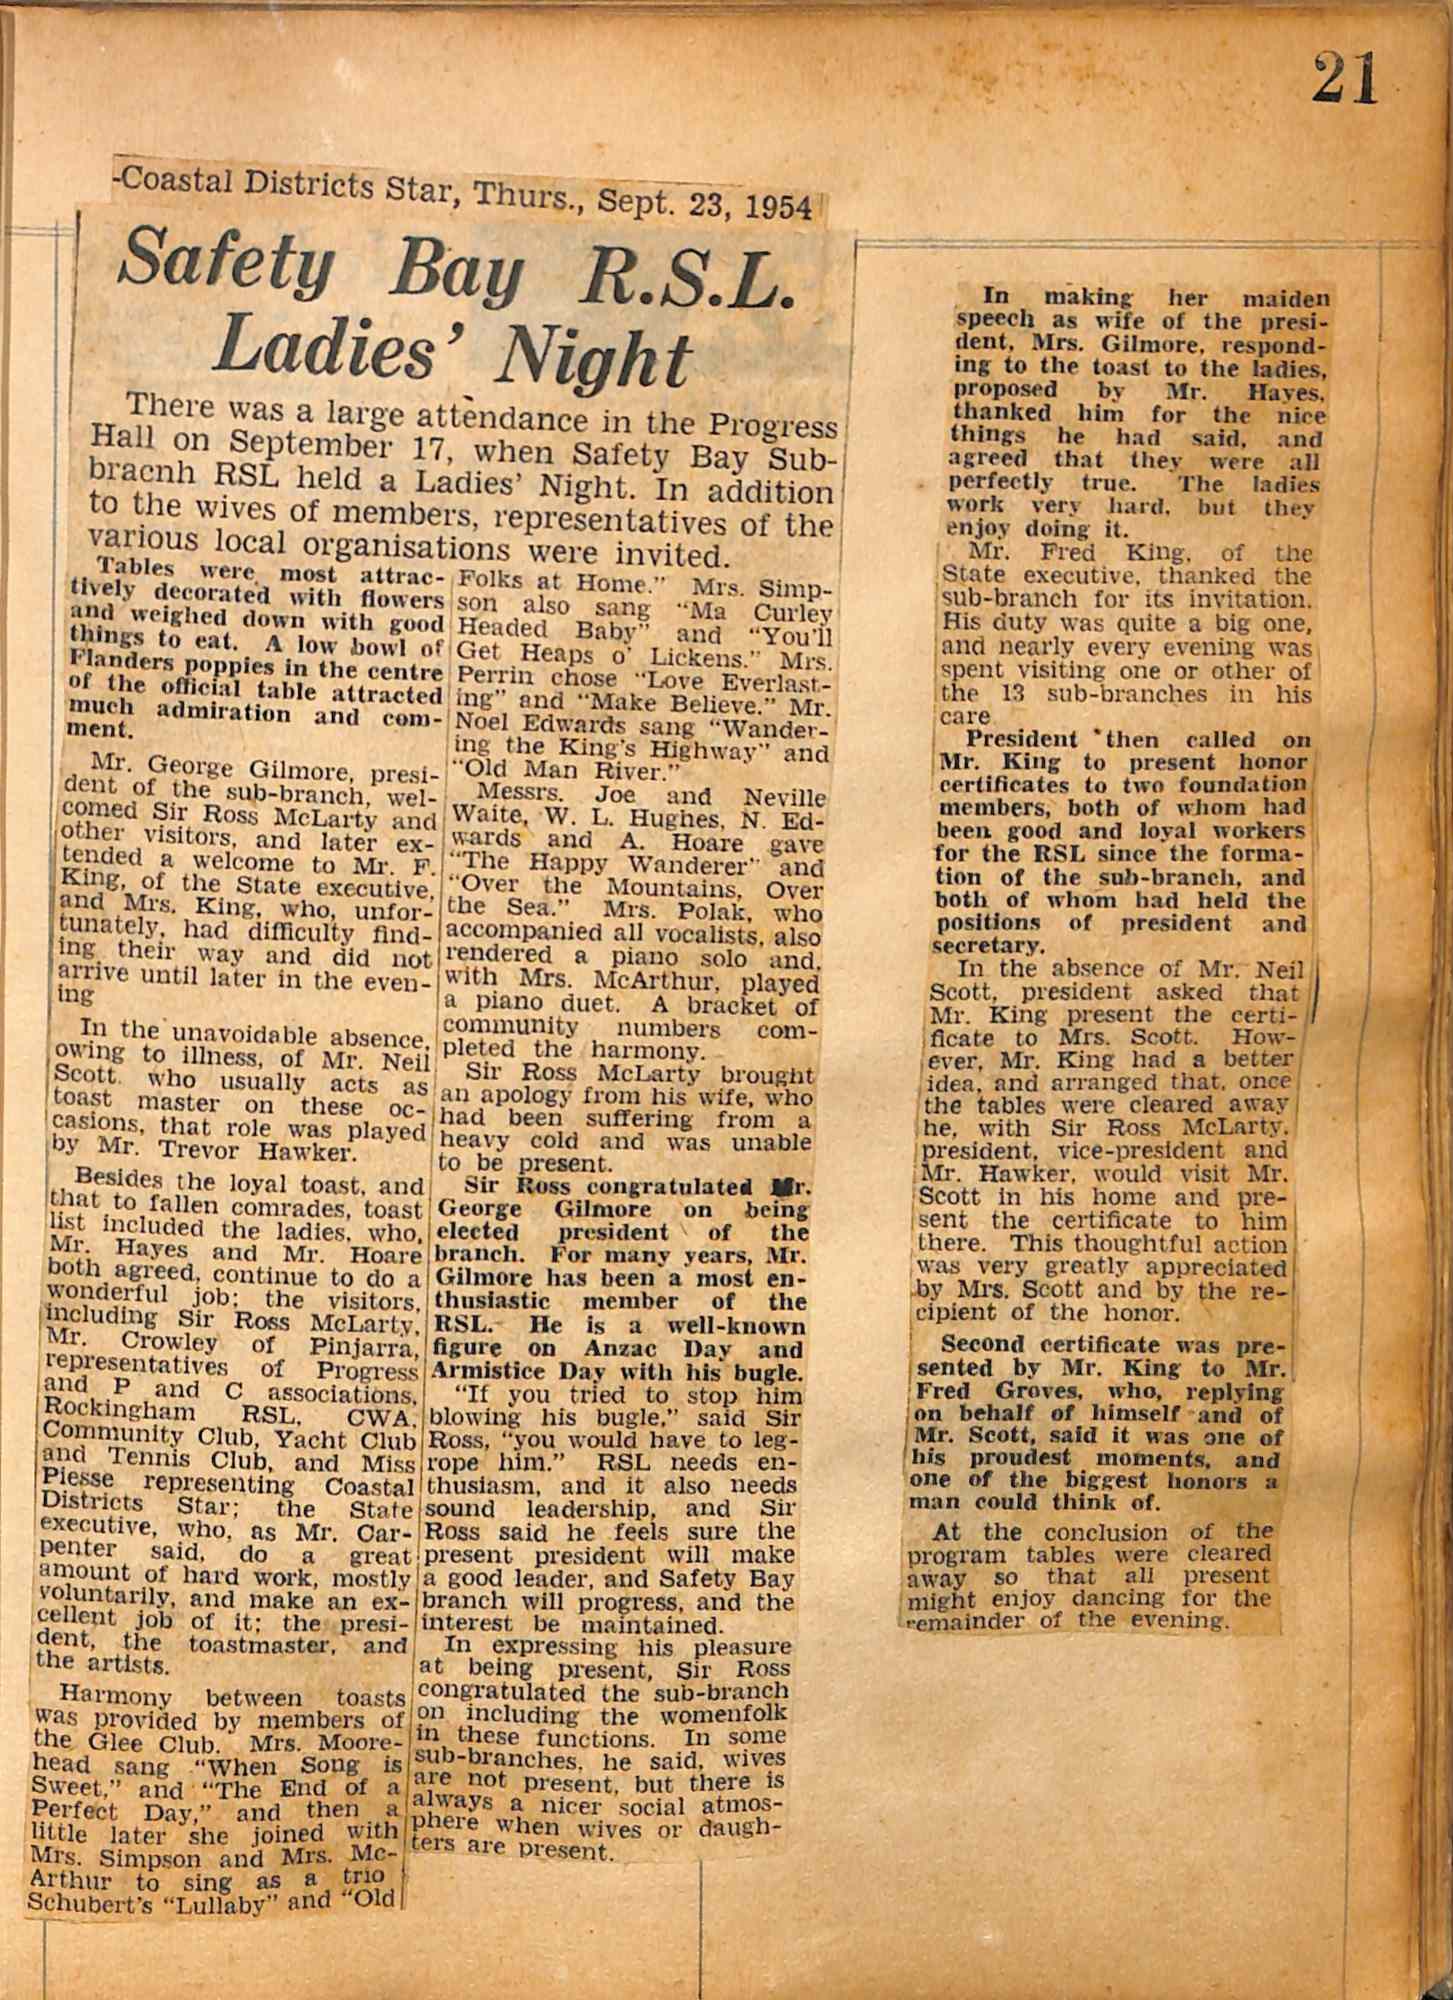 21
-Coastal Districts Star, Thurs., Sept. 23, 1954
Safety Bay R.S.L.
Ladies' Night
There was a large attendance in the Progress
Hall on September 17, when Safety Bay Sub-
bracnh RSL held a Ladies' Night. In addition
to the wives of members, representatives of the
various local organisations were invited.
Tables were most attrac-
tively decorated with flowers
and weighed down with good
things to eat. A low bowl of
Flanders poppies in the centre
of the official table attracted
much admiration and com-
ment.
Mr. George Gilmore, presi-
dent of the sub-branch, wel-
comed Sir Ross McLarty and
other visitors, and later ex-
tended a welcome to Mr. F.
King, of the State executive,
and Mrs. King, who, unfor-
tunately, had difficulty find-
ing their way and did not
arrive until later in the even-
ing
In the unavoidable absence,
owing to illness, of Mr. Neil
Scott. who usually acts as
toast master on these oc-
casions, that role was played
by Mr. Trevor Hawker.
Besides the loyal toast, and
that to fallen comrades, toast
list included the ladies, who,
Mr. Hayes and Mr. Hoare
both agreed, continue to do a
wonderful job; the visitors,
including Sir Ross McLarty,
Mr. Crowley of Pinjarra,
representatives of Progress
and P and C associations,
Rockingham RSL, CWA,
Community Club, Yacht Club
and Tennis Club, and Miss
Piesse representing Coastal
Districts Star; the State
executive, who, as Mr. Car-
penter said, do a great
amount of hard work, mostly
voluntarily, and make an ex-
cellent job of it; the presi-
dent, the toastmaster, and
the artists.
Harmony between toasts
was provided by members of
the Glee Club. Mrs. Moore-
head sang "When Song is
Sweet," and "The End of a
Perfect Day," and then a
little later she joined with
Mrs. Simpson and Mrs. Mc-
Arthur to sing as a trio
Schubert's "Lullaby" and "Old
Folks at Home." Mrs. Simp-
son also sang "Ma Curley
Headed Baby" and "You'll
Get Heaps o' Lickens." Mrs.
Perrin chose "Love Everlast-
ing" and "Make Believe." Mr.
Noel Edwards sang "Wander-
ing the King's Highway" and
"Old Man River."
Messrs. Joe and Neville
Waite, W. L. Hughes, N. Ed-
wards and A. Hoare gave
"The Happy Wanderer" and
"Over the Mountains, Over
the Sea." Mrs. Polak, who
accompanied all vocalists, also
rendered a piano solo and,
with Mrs. McArthur, played
a piano duet. A bracket of
community numbers com-
pleted the harmony.
Sir Ross McLarty brought
an apology from his wife, who
had been suffering from a
heavy cold and was unable
to be present.
Sir Ross congratulated Mr.
George Gilmore on being
elected president of the
branch. For many years, Mr.
Gilmore has been a most en-
thusiastic member of the
RSL. He is a well-known
figure on Anzac Day and
Armistice Day with his bugle.
"If you tried to stop him
blowing his bugle," said Sir
Ross, "you would have to leg-
rope him." RSL needs en-
thusiasm, and it also needs
sound leadership, and Sir
Ross said he feels sure the
present president will make
a good leader, and Safety Bay
branch will progress, and the
interest be maintained.
In expressing his pleasure
at being present, Sir Ross
congratulated the sub-branch
on including the womenfolk
in these functions. In some
sub-branches, he said, wives
are not present, but there is
always a nicer social atmos-
phere when wives or daugh-
ters are present.
In making her maiden
speech as wife of the presi-
dent, Mrs. Gilmore, respond-
ing to the toast to the ladies,
proposed by Mr. Hayes,
thanked him for the nice
things he had said, and
agreed that they were all
perfectly true. The ladies
work very hard, but they
enjoy doing it.
Mr. Fred King, of the
State executive, thanked the
sub-branch for its invitation.
His duty was quite a big one,
and nearly every evening was
spent visiting one or other of
the 13 sub-branches in his
care
President then called on
Mr. King to present honor
certificates to two foundation
members, both of whom had
been good and loyal workers
for the RSL since the forma-
tion of the sub-branch, and
both of whom had held the
positions of president and
secretary.
In the absence of Mr. Neil
Scott, president asked that
Mr. King present the certi-
ficate to Mrs. Scott. How-
ever, Mr. King had a better
idea, and arranged that, once
the tables were cleared away
he, with Sir Ross McLarty,
president, vice-president and
Mr. Hawker, would visit Mr.
Scott in his home and pre-
sent the certificate to him
there. This thoughtful action
was very greatly appreciated
by Mrs. Scott and by the re-
cipient of the honor.
Second certificate was pre-
sented by Mr. King to Mr.
Fred Groves, who, replying
on behalf of himself and of
Mr. Scott, said it was one of
his proudest moments, and
one of the biggest honors a
man could think of.
At the conclusion of the
program tables were cleared
away so that all present
might enjoy dancing for the
remainder of the evening.